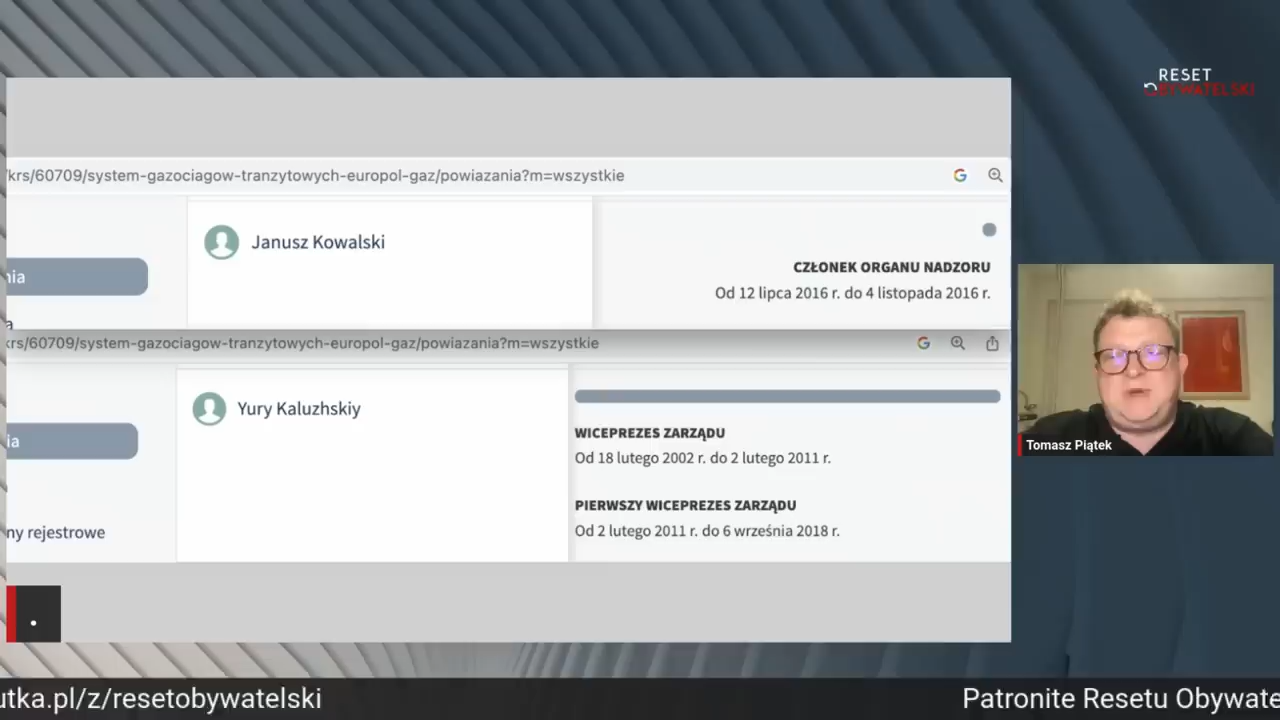 RESET
OBYWATELSKI
/krs/60709/system-gazociagow-tranzytowych-europol-gaz/powiazania?m=wszystkie
Janusz Kowalski
nia
CZŁONEK ORGANU NADZORU
Od 12 lipca 2016 r. do 4 listopada 2016 r.
a
krs/60709/system-gazociagow-tranzytowych-europol-gaz/powiazania?m=wszystkie
Yury Kaluzhskiy
ia
WICEPREZES ZARZĄDU
Od 18 lutego 2002 r. do 2 lutego 2011 r.
PIERWSZY WICEPREZES ZARZĄDU
Od 2 lutego 2011 r. do 6 września 2018 r.
ny rejestrowe
Tomasz Piątek
.
utka.pl/z/resetobywatelski
Patronite Resetu Obywate